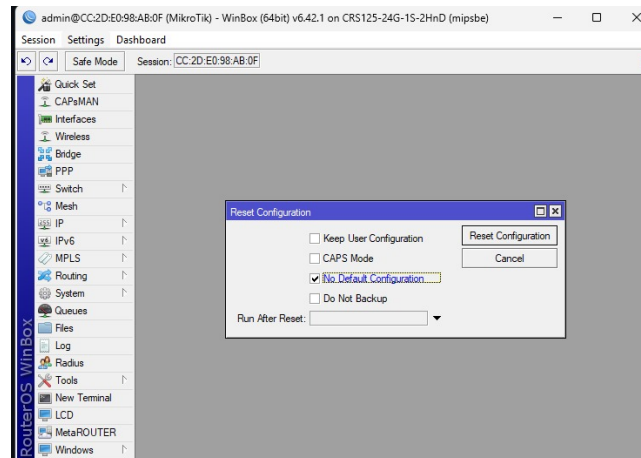 admin@CC:2D:E0:98:AB:0F (MikroTik) - WinBox (64bit) v6.42.1 on CRS125-24G-1S-2HnD (mipsbe)
Session Settings Dashboard
Safe Mode Session: CC:2D:E0:98:AB:0F
Quick Set
CAPsMAN
Interfaces
Wireless
Bridge
PPP
Switch
Mesh
IP
IPv6
MPLS
Routing
System
Queues
Files
Log
Radius
Tools
New Terminal
LCD
MetaROUTER
Windows
RouterOS WinBox
Reset Configuration
Keep User Configuration
CAPS Mode
No Default Configuration
Do Not Backup
Run After Reset:
Reset Configuration
Cancel